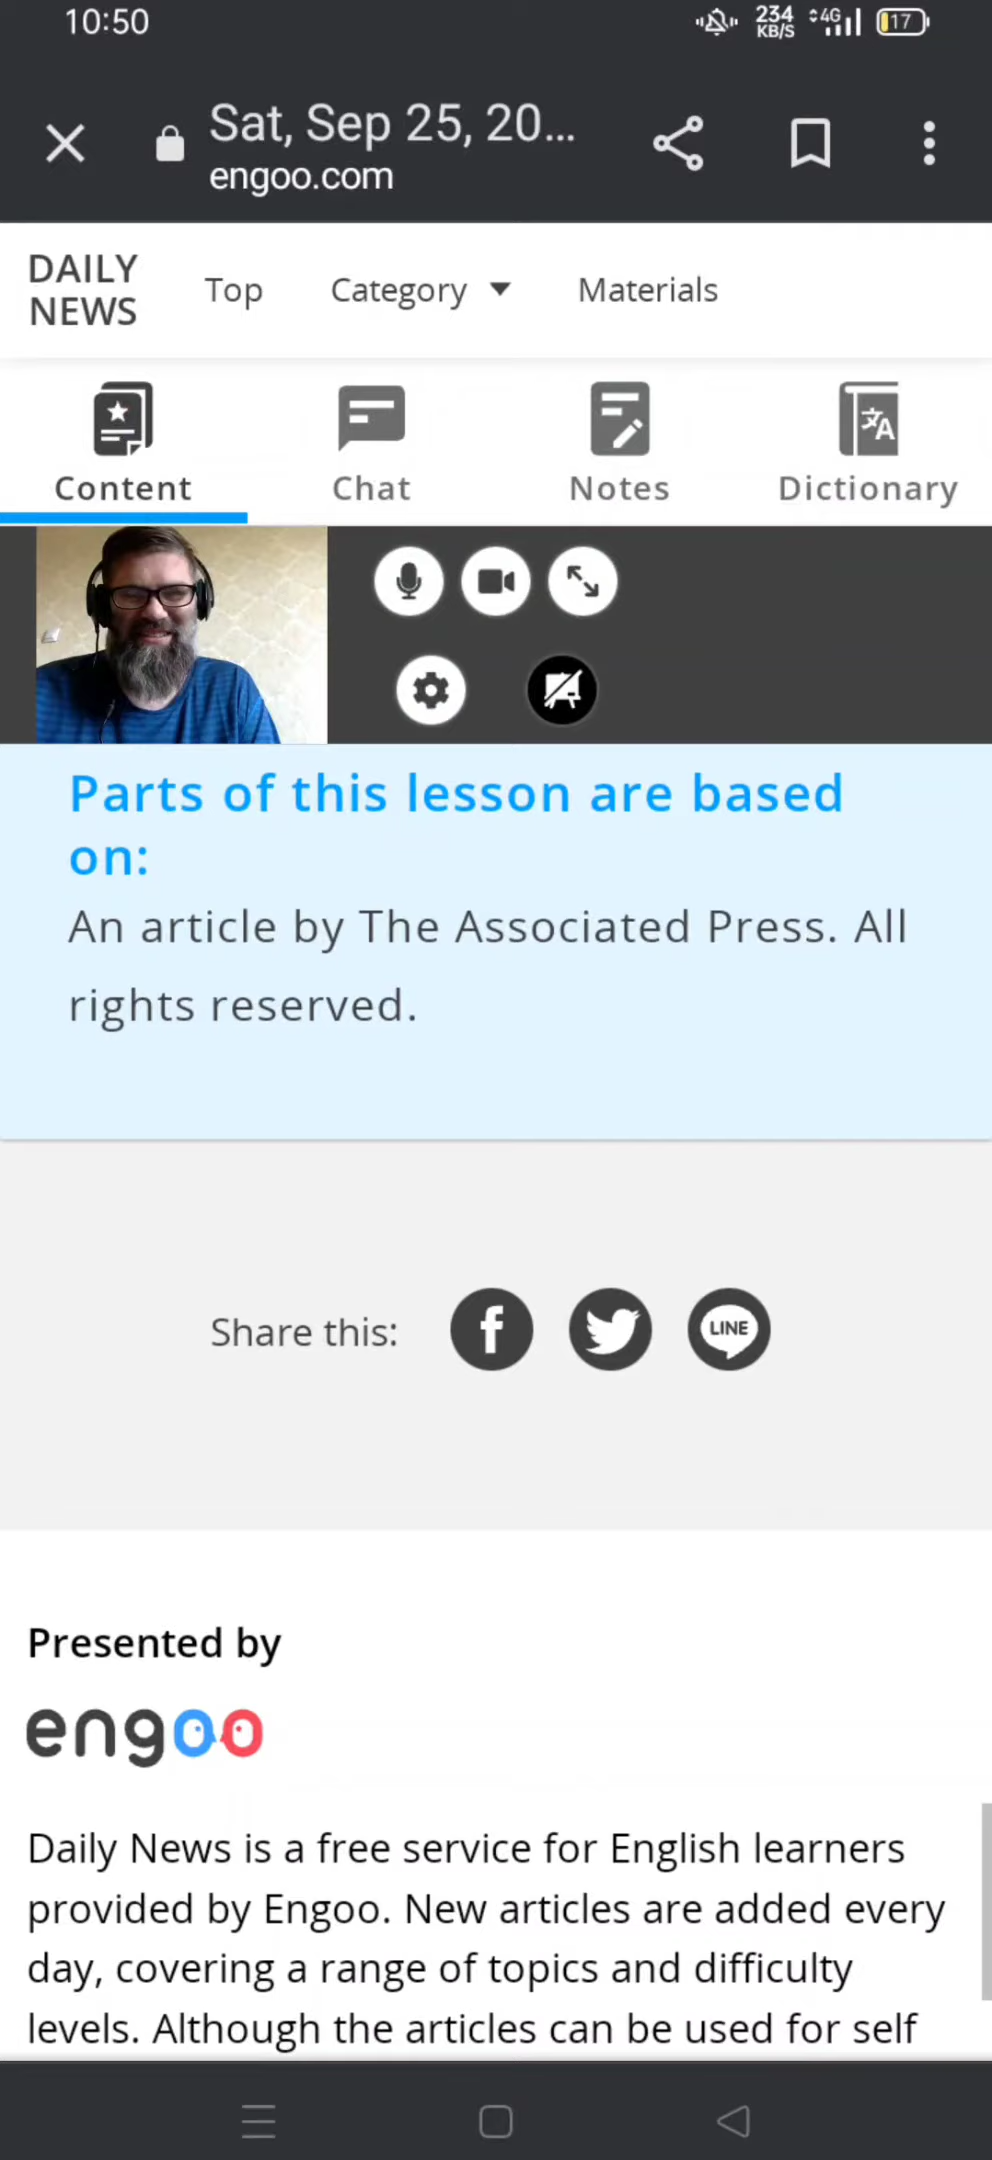 10:50
234 KB/S 4G 17
Sat, Sep 25, 20...
engoo.com
DAILY NEWS
Top Category Materials
Content Chat Notes Dictionary
Parts of this lesson are based
on:
An article by The Associated Press. All
rights reserved.
Share this: f LINE
Presented by
engoo
Daily News is a free service for English learners
provided by Engoo. New articles are added every
day, covering a range of topics and difficulty
levels. Although the articles can be used for self